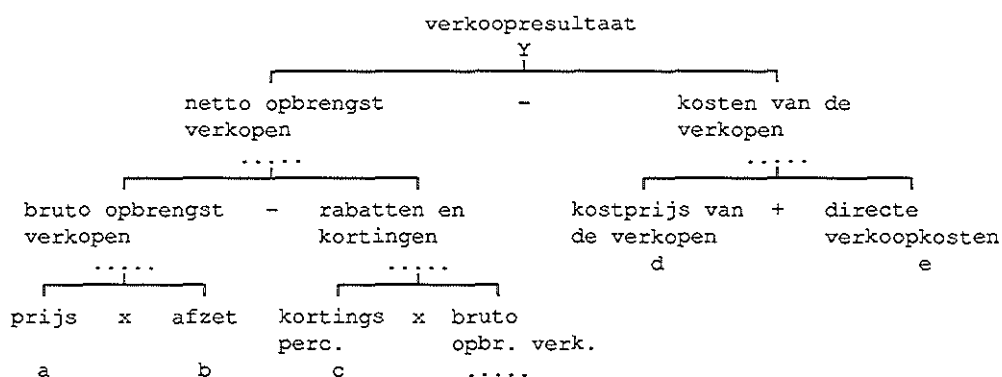 verkoopresultaat
Y
netto opbrengst - kosten van de
verkopen verkopen
..... .....
bruto opbrengst - rabatten en kostprijs van + directe
verkopen kortingen de verkopen verkoopkosten
..... ..... d e
prijs x afzet kortings x bruto
perc. opbr. verk.
a b c .....